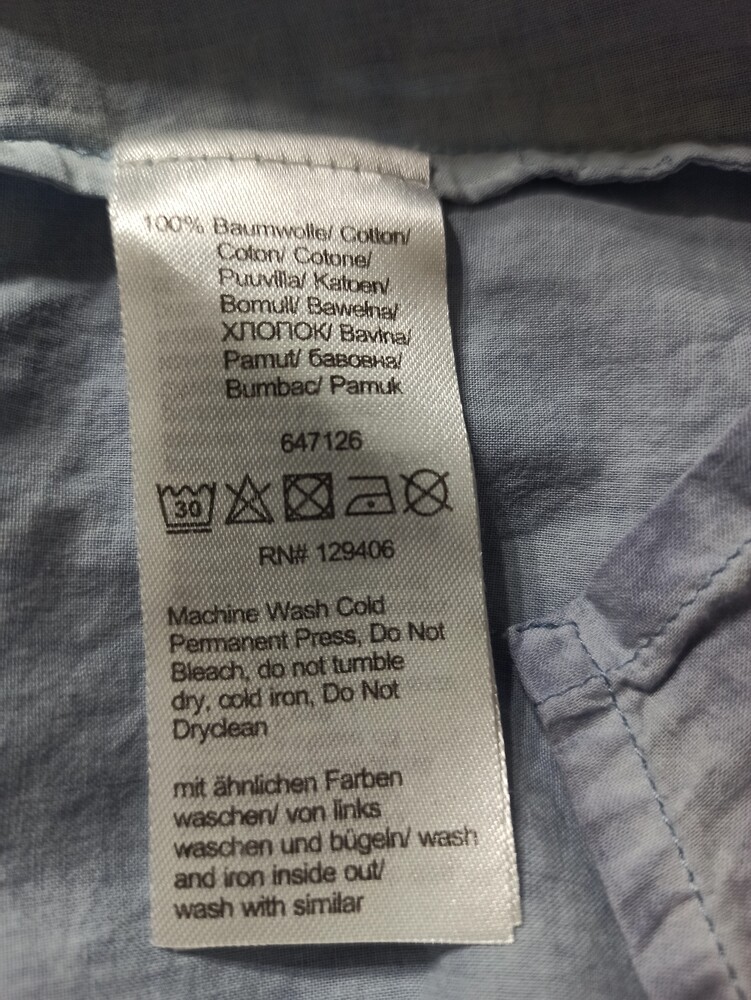 100% Baumwolle/ Cotton/
Coton/ Cotone/
Puuvilla/ Katoen/
Bomull/ Bawełna/
ХЛОПОК/ Bavlna/
Pamut/ бавовна/
Bumbac/ Pamuk
647126
30
RN# 129406
Machine Wash Cold
Permanent Press, Do Not
Bleach, do not tumble
dry, cold iron, Do Not
Dryclean
mit ähnlichen Farben
waschen/ von links
waschen und bügeln/ wash
and iron inside out/
wash with similar